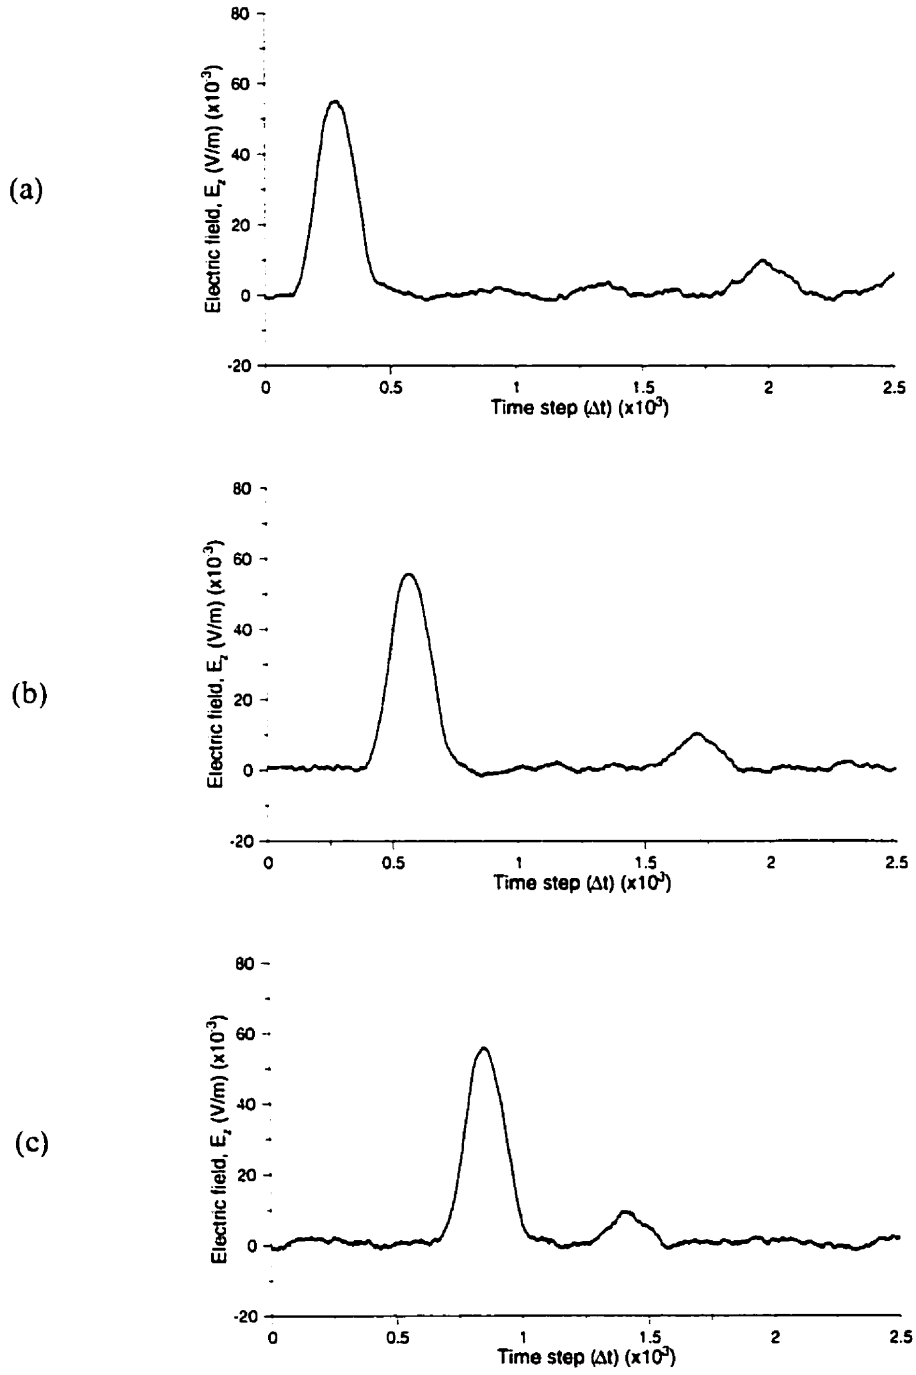 (a)
Electric field, E_z (V/m) (x10^-3)
80
60
40
20
0
-20
0 0.5 1 1.5 2 2.5
Time step (Δt) (x10^3)
(b)
Electric field, E_z (V/m) (x10^-3)
80
60
40
20
0
-20
0 0.5 1 1.5 2 2.5
Time step (Δt) (x10^3)
(c)
Electric field, E_z (V/m) (x10^-3)
80
60
40
20
0
-20
0 0.5 1 1.5 2 2.5
Time step (Δt) (x10^3)